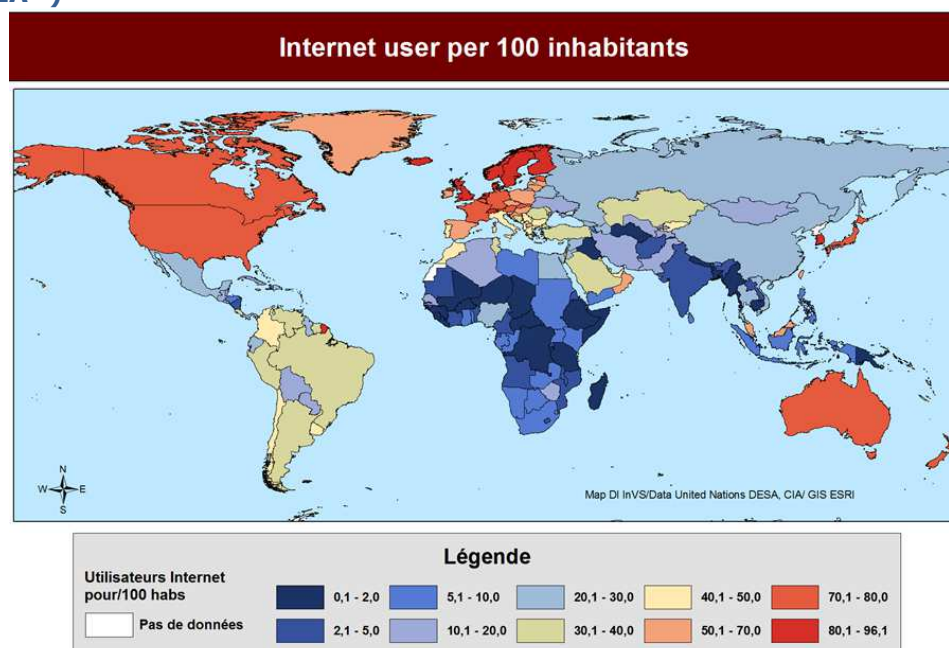 Internet user per 100 inhabitants
N
W E
S
Map DI InVS/Data United Nations DESA, CIA/ GIS ESRI
Légende
Utilisateurs Internet
pour/100 habs
Pas de données
0,1 - 2,0
5,1 - 10,0
20,1 - 30,0
40,1 - 50,0
70,1 - 80,0
2,1 - 5,0
10,1 - 20,0
30,1 - 40,0
50,1 - 70,0
80,1 - 96,1